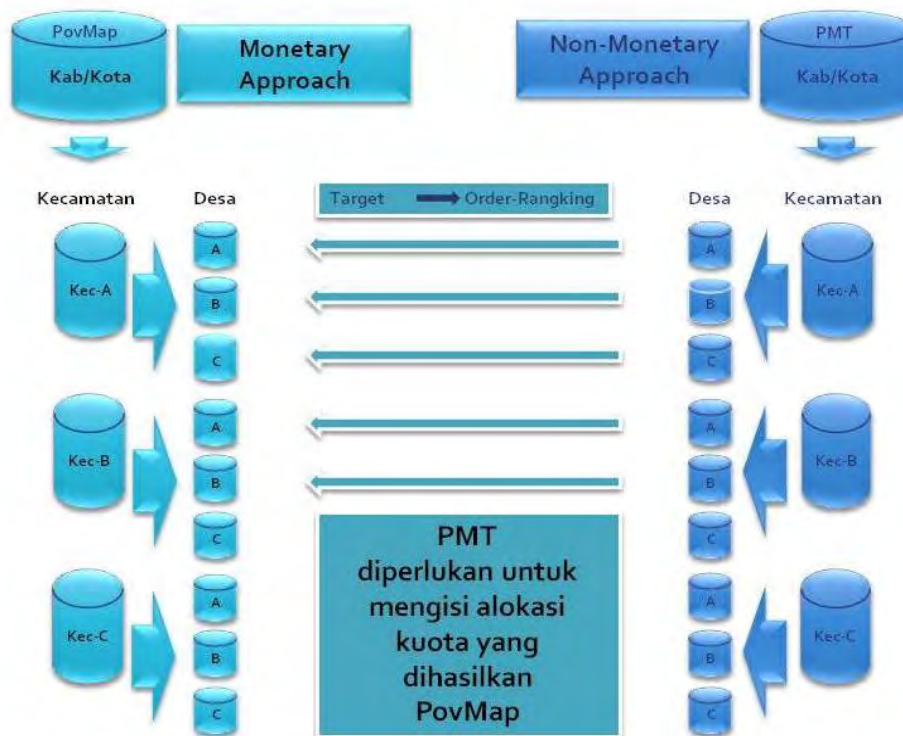 PovMap
Kab/Kota
Monetary
Approach
Non-Monetary
Approach
PMT
Kab/Kota
Kecamatan
Desa
Target
Order-Rangking
Desa
Kecamatan
Kec-A
A
B
C
A
B
C
Kec-A
Kec-B
A
B
C
A
B
C
Kec-B
Kec-C
A
B
C
A
B
C
Kec-C
PMT
diperlukan untuk
mengisi alokasi
kuota yang
dihasilkan
PovMap